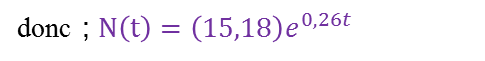 donc ; N(t) = (15,18)e^{0,26t}